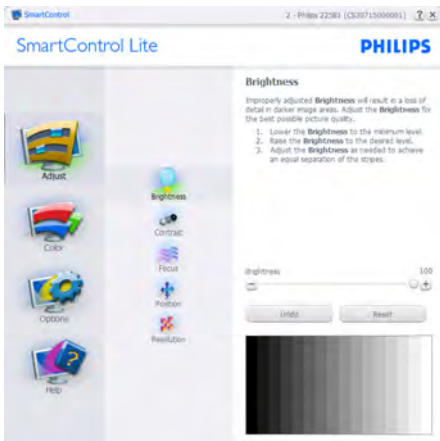 SmartControl
2 - Philips 225B1 (CS30715000001)
SmartControl Lite
PHILIPS
Adjust
Color
Options
Help
Brightness
Contrast
Focus
Position
Resolution
Brightness
Improperly adjusted Brightness will result in a loss of
detail in darker image areas. Adjust the Brightness for
the best possible picture quality.
1. Lower the Brightness to the minimum level.
2. Raise the Brightness to the desired level.
3. Adjust the Brightness as needed to achieve
an equal separation of the stripes.
Brightness 100
Undo
Reset